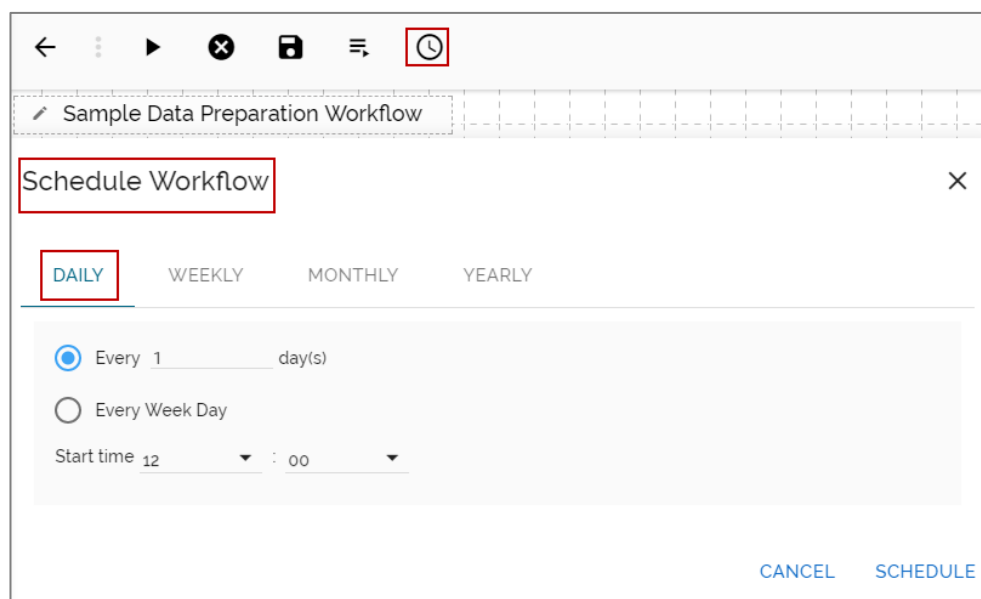 Sample Data Preparation Workflow
Schedule Workflow
DAILY WEEKLY MONTHLY YEARLY
Every 1 day(s)
Every Week Day
Start time 12 : 00
CANCEL SCHEDULE